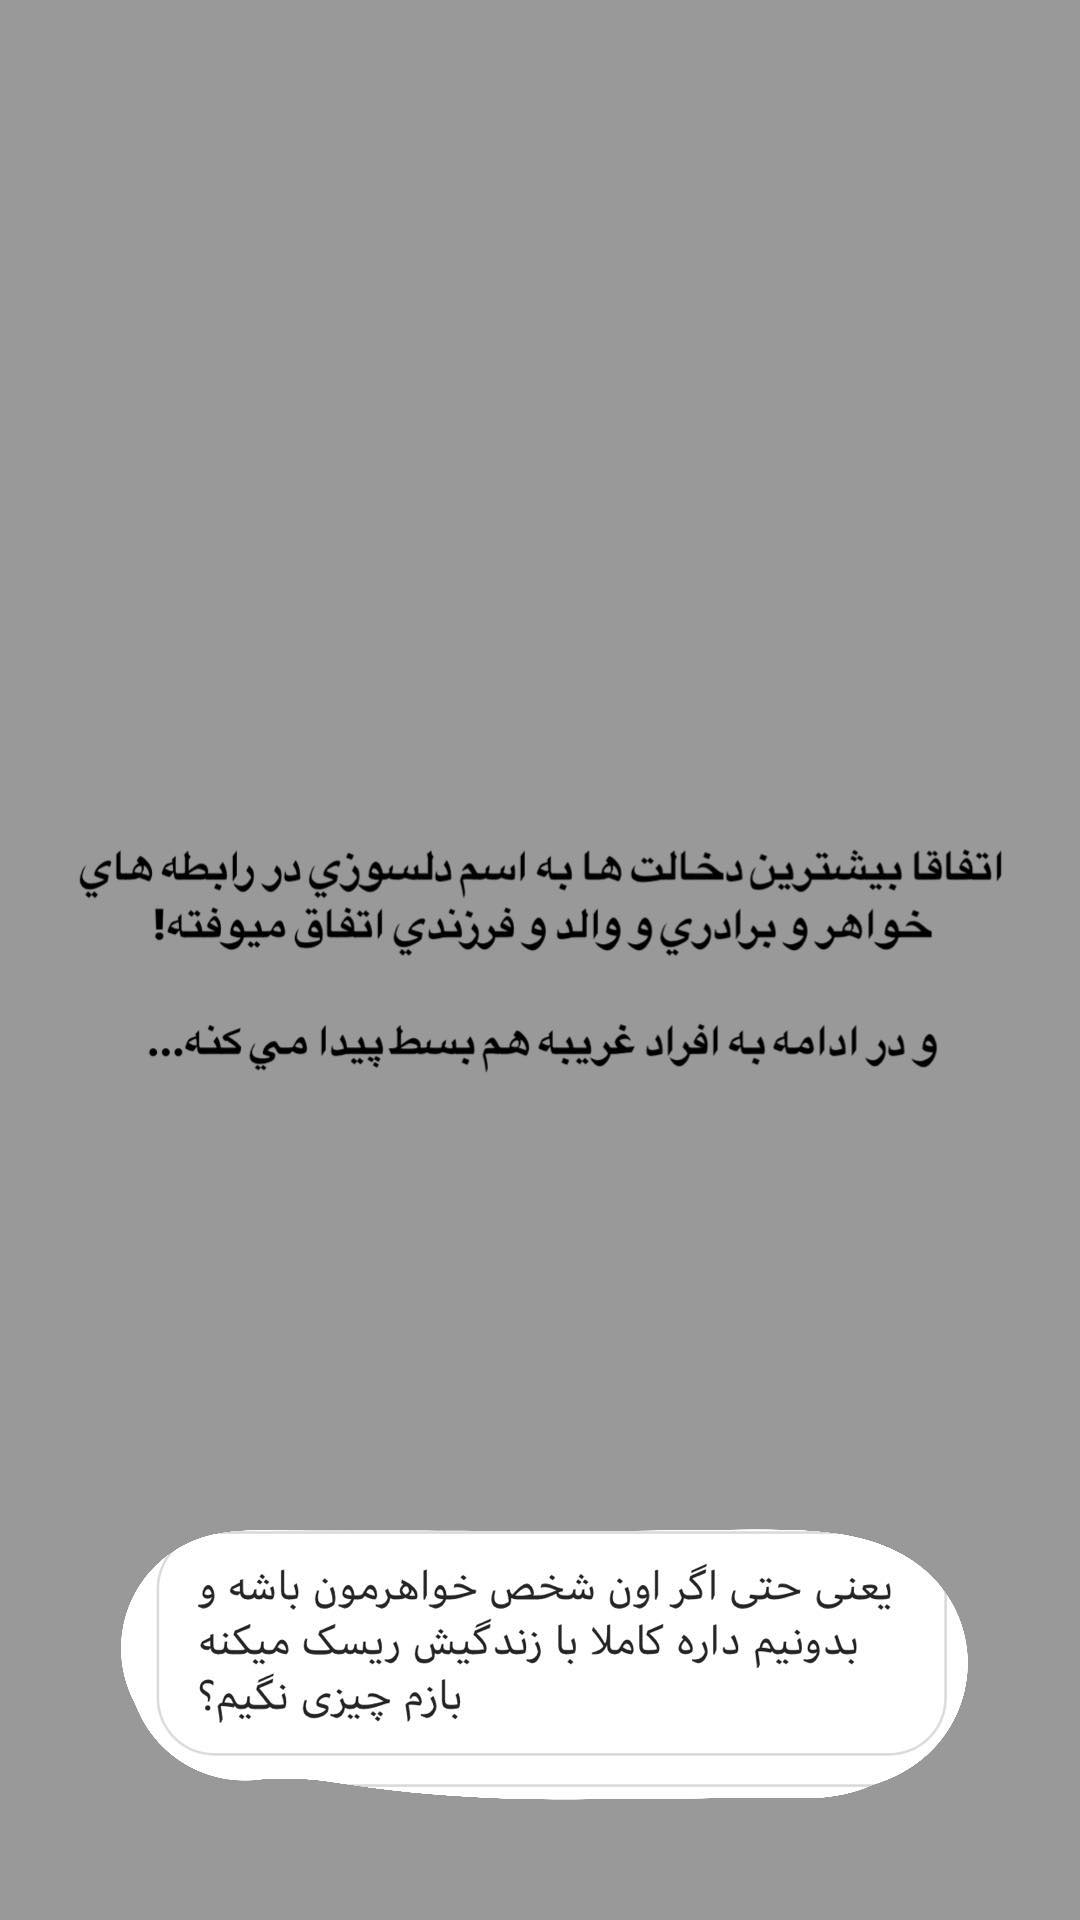 اتفاقا بيشترين دخالت ها به اسم دلسوزي در رابطه هاي
خواهر و برادري و والد و فرزندي اتفاق ميوفته!
و در ادامه به افراد غريبه هم بسط پيدا مي كنه...
یعنی حتی اگر اون شخص خواهرمون باشه و
بدونیم داره کاملا با زندگیش ریسک میکنه
بازم چیزی نگیم؟